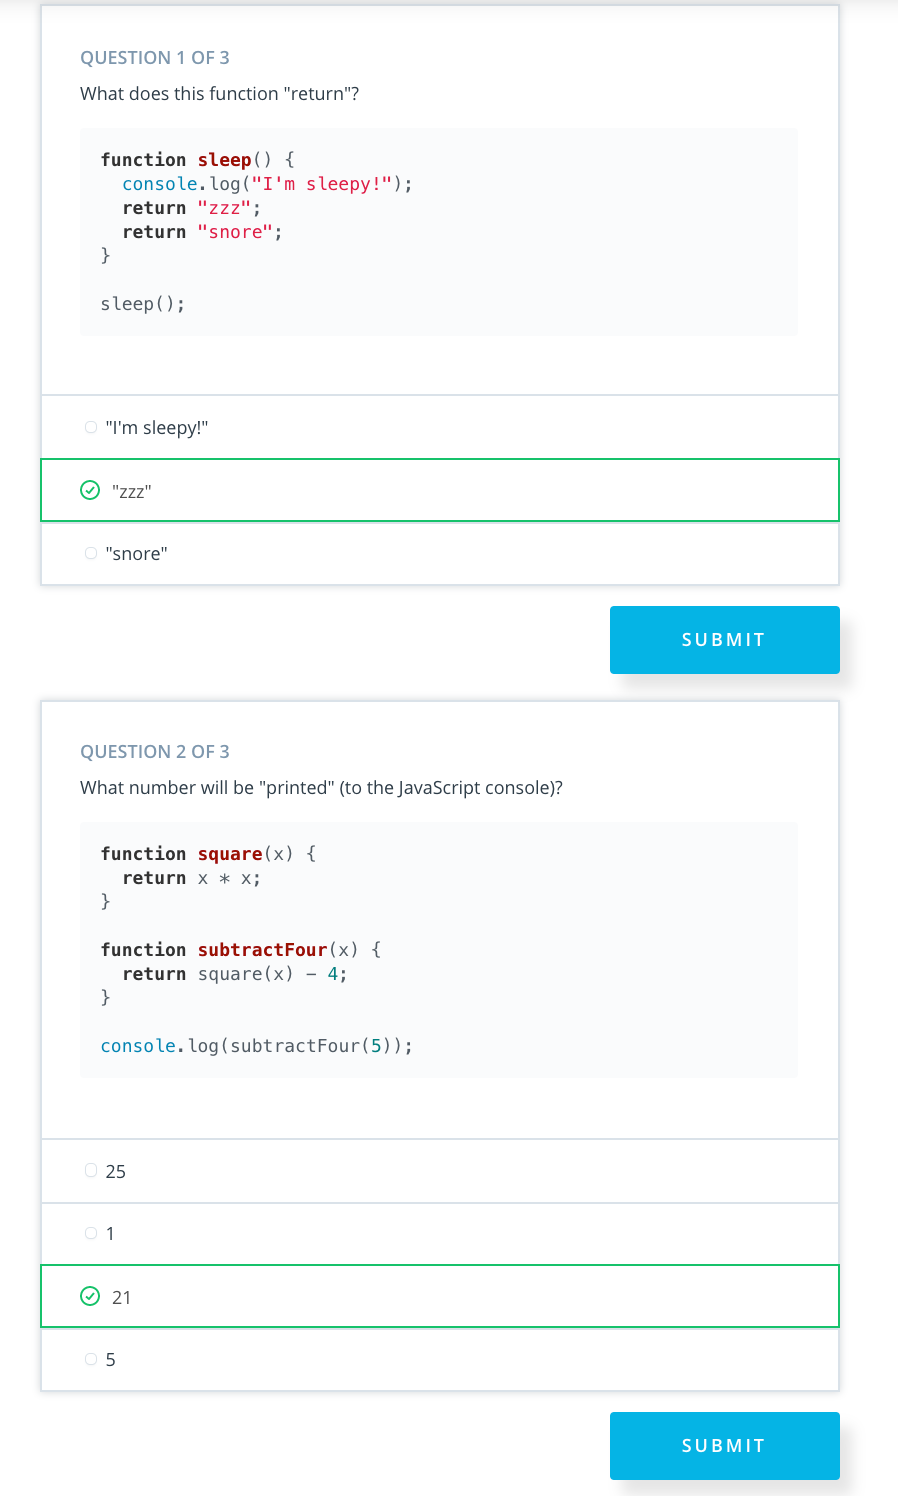 QUESTION 1 OF 3
What does this function "return"?
function sleep() {
  console.log("I'm sleepy!");
  return "zzz";
  return "snore";
}
sleep();
"I'm sleepy!"
"zzz"
"snore"
SUBMIT
QUESTION 2 OF 3
What number will be "printed" (to the JavaScript console)?
function square(x) {
  return x * x;
}
function subtractFour(x) {
  return square(x) − 4;
}
console.log(subtractFour(5));
25
1
21
5
SUBMIT